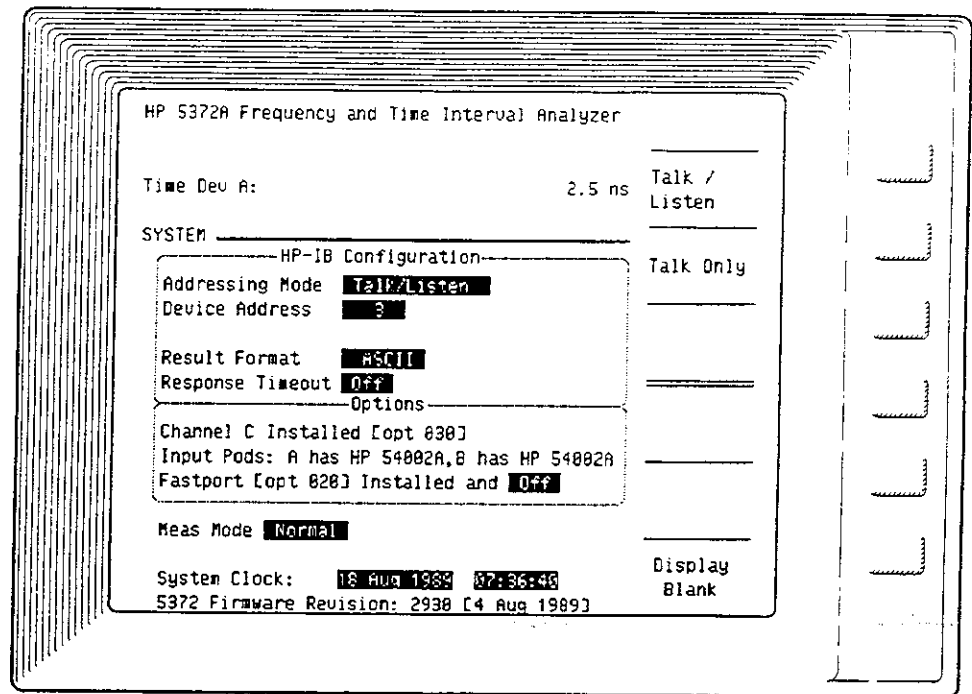 HP 5372A Frequency and Time Interval Analyzer
Time Dev A: 2.5 ns
Talk /
Listen
SYSTEM
HP-IB Configuration
Talk Only
Addressing Mode Talk/Listen
Device Address 3
Result Format ASCII
Response Timeout Off
Options
Channel C Installed [opt 030]
Input Pods: A has HP 54002A,B has HP 54002A
Fastport [opt 020] Installed and Off
Meas Mode Normal
Display
Blank
System Clock: 18 Aug 1989 07:36:40
5372 Firmware Revision: 2930 [4 Aug 1989]